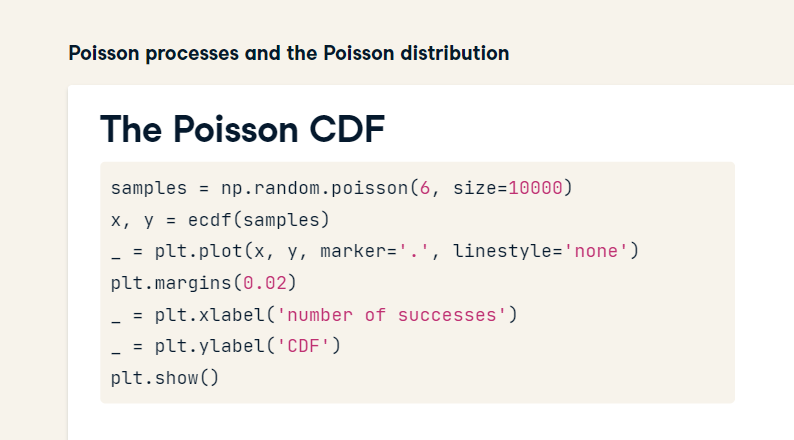 Poisson processes and the Poisson distribution
The Poisson CDF
samples = np.random.poisson(6, size=10000)
x, y = ecdf(samples)
_ = plt.plot(x, y, marker='.', linestyle='none')
plt.margins(0.02)
_ = plt.xlabel('number of successes')
_ = plt.ylabel('CDF')
plt.show()